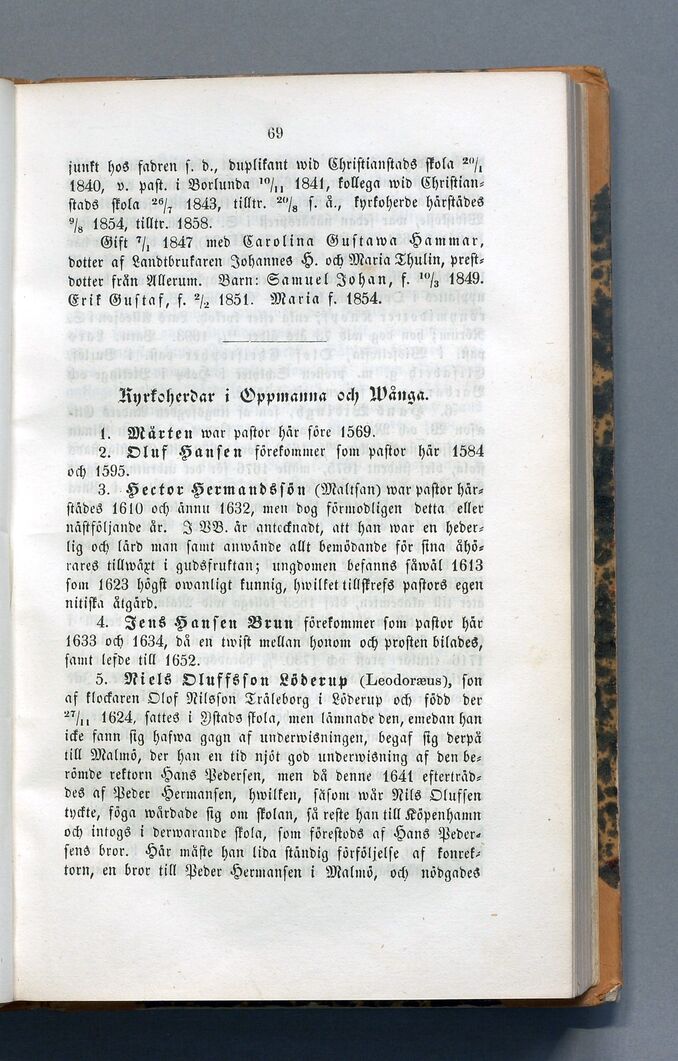 69
junkt hos fadren s. d., duplikant wid Christianstads skola 20/1
1840, v. past. i Borlunda 10/11 1841, kollega wid Christian-
stads skola 26/7 1843, tilltr. 20/8 s. å., kyrkoherde härstädes
9/8 1854, tilltr. 1858.
Gift 7/1 1847 med Carolina Gustawa Hammar,
dotter af Landtbrukaren Johannes H. och Maria Thulin, prest-
dotter från Allerum. Barn: Samuel Johan, f. 10/3 1849.
Erik Gustaf, f. 2/2 1851. Maria f. 1854.
Kyrkoherdar i Oppmanna och Wånga.
1. Mårten war pastor här före 1569.
2. Oluf Hansen förekommer som pastor här 1584
och 1595.
3. Hector Hermandssön (Maltsan) war pastor här-
städes 1610 och ännu 1632, men dog förmodligen detta eller
nästföljande år. I VB. är antecknadt, att han war en heder-
lig och lärd man samt anwände allt bemödande för sina åhö-
rares tillwäxt i gudsfruktan; ungdomen befanns såwäl 1613
som 1623 högst owanligt kunnig, hwilket tillskrefs pastors egen
nitiska åtgärd.
4. Jens Hansen Brun förekommer som pastor här
1633 och 1634, då en twist mellan honom och prosten bilades,
samt lefde till 1652.
5. Niels Oluffsson Löderup (Leodoræus), son
af klockaren Olof Nilsson Träleborg i Löderup och född der
27/11 1624, sattes i Ystads skola, men lämnade den, emedan han
icke fann sig hafwa gagn af underwisningen, begaf sig derpå
till Malmö, der han en tid njöt god underwisning af den be-
römde rektorn Hans Pedersen, men då denne 1641 efterträd-
des af Peder Hermansen, hwilken, såsom wår Nils Olufsen
tyckte, föga wårdade sig om skolan, så reste han till Köpenhamn
och intogs i derwarande skola, som förestods af Hans Peder-
sens bror. Här måste han lida ständig förföljelse af konrek-
torn, en bror till Peder Hermansen i Malmö, och nödgades